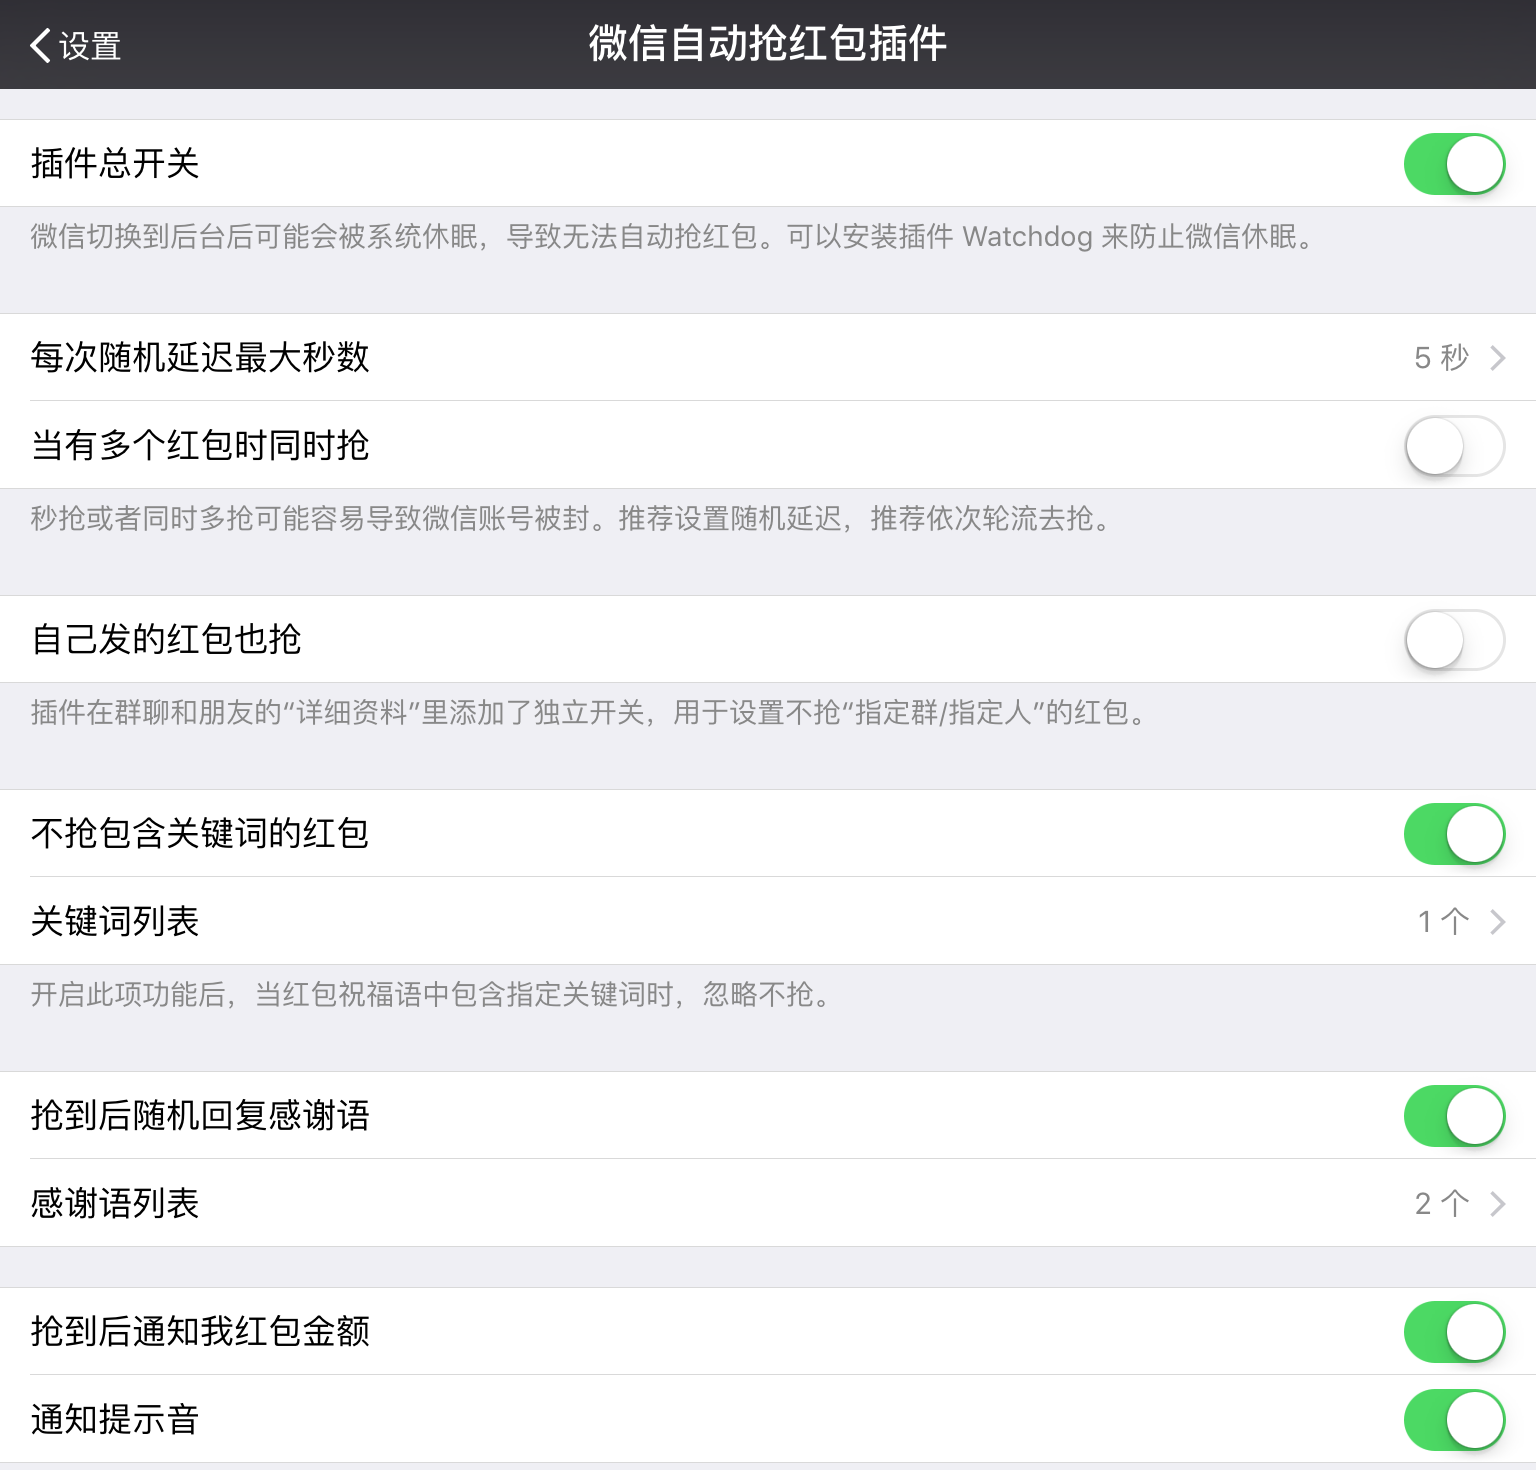 设置
微信自动抢红包插件
插件总开关
微信切换到后台后可能会被系统休眠，导致无法自动抢红包。可以安装插件 Watchdog 来防止微信休眠。
每次随机延迟最大秒数
5 秒
当有多个红包时同时抢
秒抢或者同时多抢可能容易导致微信账号被封。推荐设置随机延迟，推荐依次轮流去抢。
自己发的红包也抢
插件在群聊和朋友的“详细资料”里添加了独立开关，用于设置不抢“指定群/指定人”的红包。
不抢包含关键词的红包
关键词列表
1 个
开启此项功能后，当红包祝福语中包含指定关键词时，忽略不抢。
抢到后随机回复感谢语
感谢语列表
2 个
抢到后通知我红包金额
通知提示音